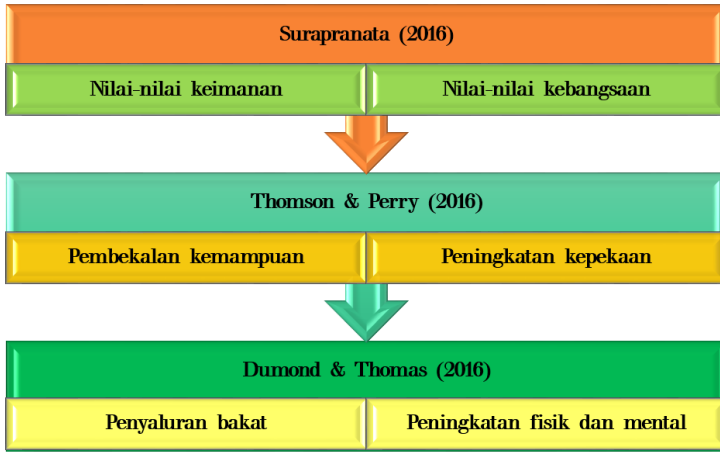 Surapranata (2016)
Nilai-nilai keimanan
Nilai-nilai kebangsaan
Thomson & Perry (2016)
Pembekalan kemampuan
Peningkatan kepekaan
Dumond & Thomas (2016)
Penyaluran bakat
Peningkatan fisik dan mental